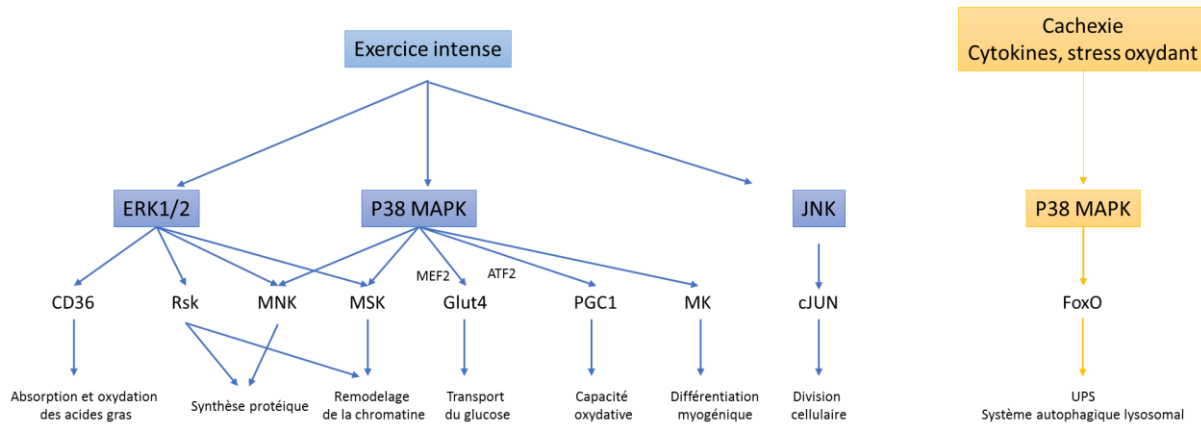 Exercice intense
Cachexie
Cytokines, stress oxydant
ERK1/2
P38 MAPK
JNK
P38 MAPK
MEF2
ATF2
CD36
Rsk
MNK
MSK
Glut4
PGC1
MK
cJUN
FoxO
Absorption et oxydation
des acides gras
Synthèse protéique
Remodelage
de la chromatine
Transport
du glucose
Capacité
oxydative
Différentiation
myogénique
Division
cellulaire
UPS
Système autophagique lysosomal